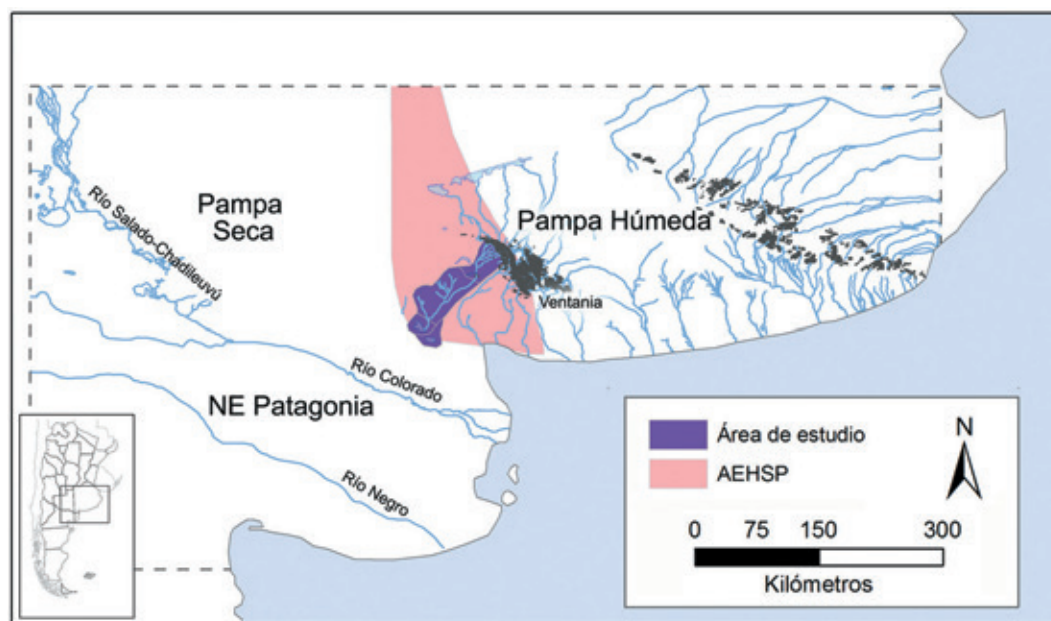 Río Salado-Chadileuvú
Pampa
Seca
Pampa Húmeda
Ventania
Río Colorado
NE Patagonia
Río Negro
Área de estudio
AEHSP
N
0 75 150 300
Kilómetros